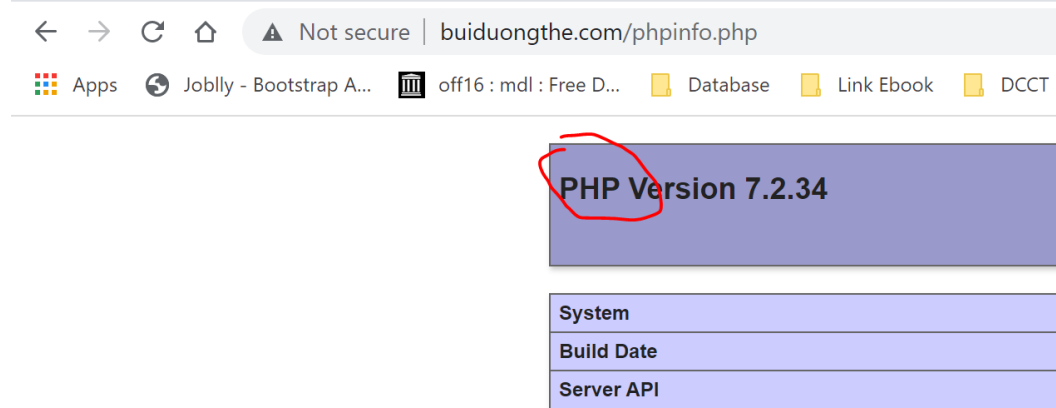 Not secure buiduongthe.com/phpinfo.php
Apps Joblly - Bootstrap A... off16 : mdl : Free D... Database Link Ebook DCCT
PHP Version 7.2.34
System
Build Date
Server API